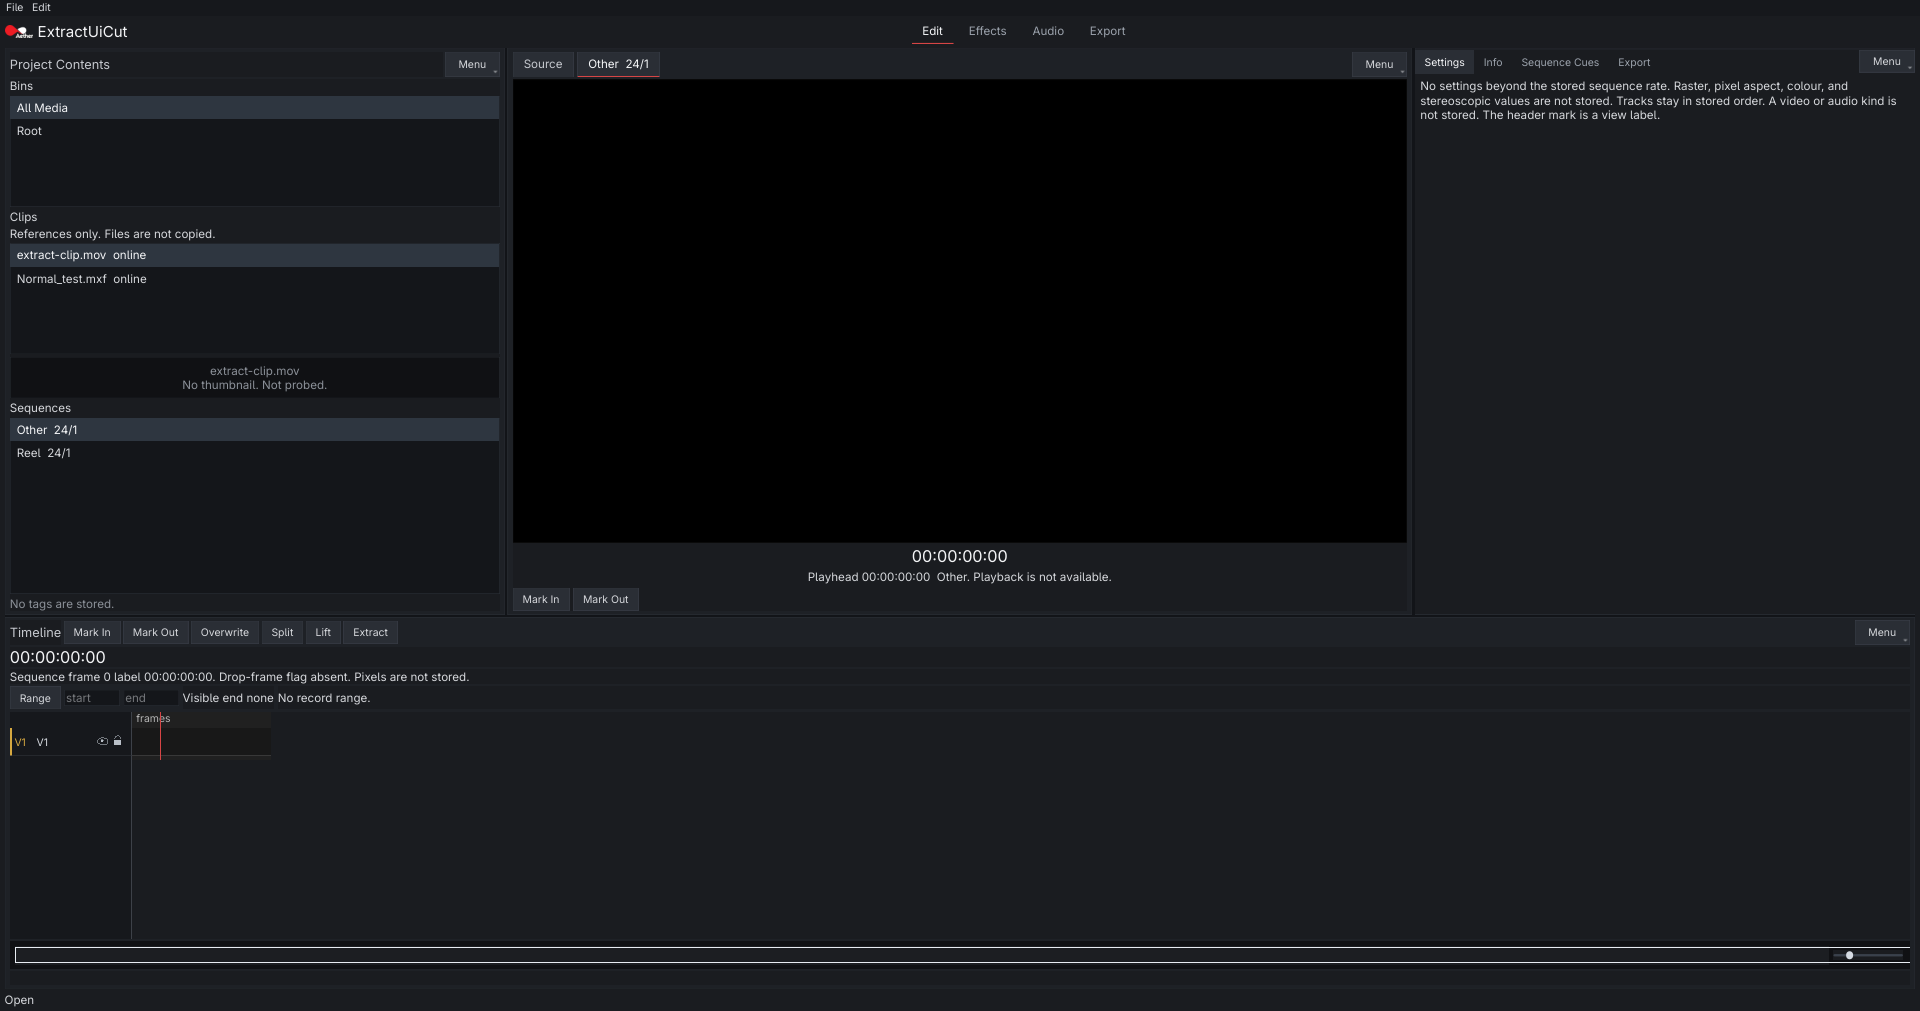 File Edit
Aether ExtractUiCut
Edit Effects Audio Export
Project Contents Menu
Bins
All Media
Root
Clips
References only. Files are not copied.
extract-clip.mov online
Normal_test.mxf online
extract-clip.mov
No thumbnail. Not probed.
Sequences
Other 24/1
Reel 24/1
No tags are stored.
Source Other 24/1 Menu
00:00:00:00
Playhead 00:00:00:00 Other. Playback is not available.
Mark In Mark Out
Settings Info Sequence Cues Export Menu
No settings beyond the stored sequence rate. Raster, pixel aspect, colour, and
stereoscopic values are not stored. Tracks stay in stored order. A video or audio kind is
not stored. The header mark is a view label.
Timeline Mark In Mark Out Overwrite Split Lift Extract Menu
00:00:00:00
Sequence frame 0 label 00:00:00:00. Drop-frame flag absent. Pixels are not stored.
Range start end Visible end none No record range.
frames
V1 V1
Open